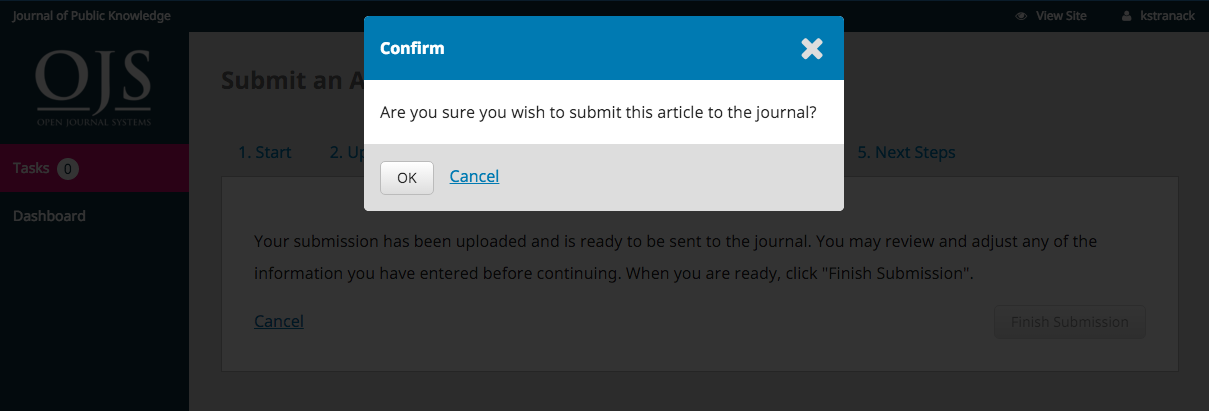 Journal of Public Knowledge
View Site
kstranack
OJS
OPEN JOURNAL SYSTEMS
Tasks 0
Dashboard
Submit an A
Confirm
Are you sure you wish to submit this article to the journal?
OK Cancel
1. Start 2. Up 5. Next Steps
Your submission has been uploaded and is ready to be sent to the journal. You may review and adjust any of the
information you have entered before continuing. When you are ready, click "Finish Submission".
Cancel Finish Submission